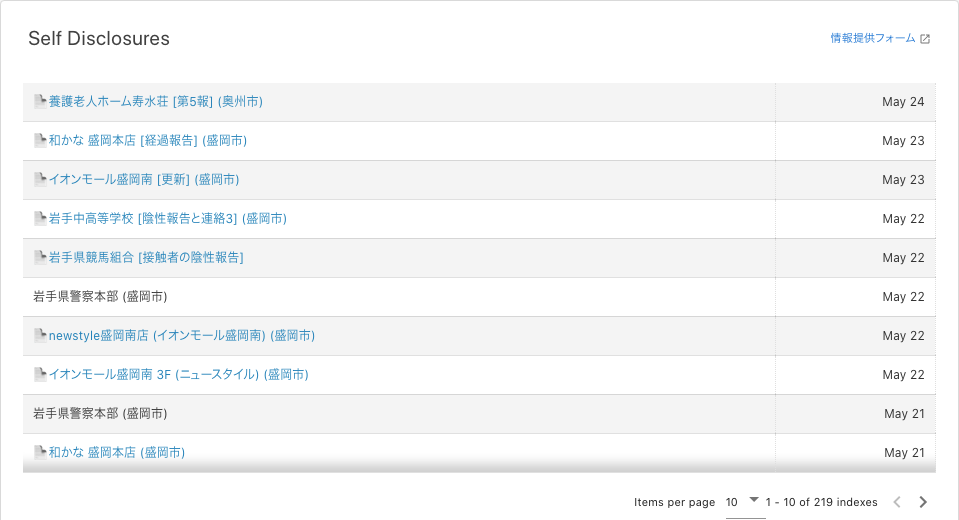 Self Disclosures
情報提供フォーム
養護老人ホーム寿水荘 [第5報] (奥州市) May 24
和かな 盛岡本店 [経過報告] (盛岡市) May 23
イオンモール盛岡南 [更新] (盛岡市) May 23
岩手中高等学校 [陰性報告と連絡3] (盛岡市) May 22
岩手県競馬組合 [接触者の陰性報告] May 22
岩手県警察本部 (盛岡市) May 22
newstyle盛岡南店 (イオンモール盛岡南) (盛岡市) May 22
イオンモール盛岡南 3F (ニュースタイル) (盛岡市) May 22
岩手県警察本部 (盛岡市) May 21
和かな 盛岡本店 (盛岡市) May 21
Items per page 10 1 - 10 of 219 indexes